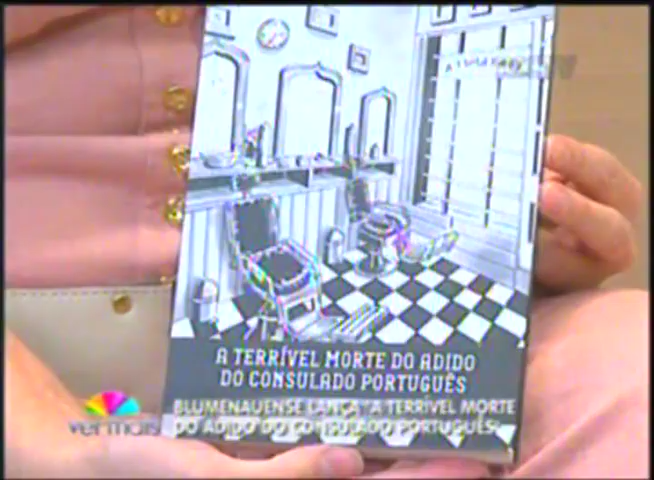 A TERRÍVEL MORTE DO ADIDO
DO CONSULADO PORTUGUÊS
BLUMENAUENSE LANÇA "A TERRÍVEL MORTE
DO ADIDO DO CONSULADO PORTUGUÊS"
ver mais